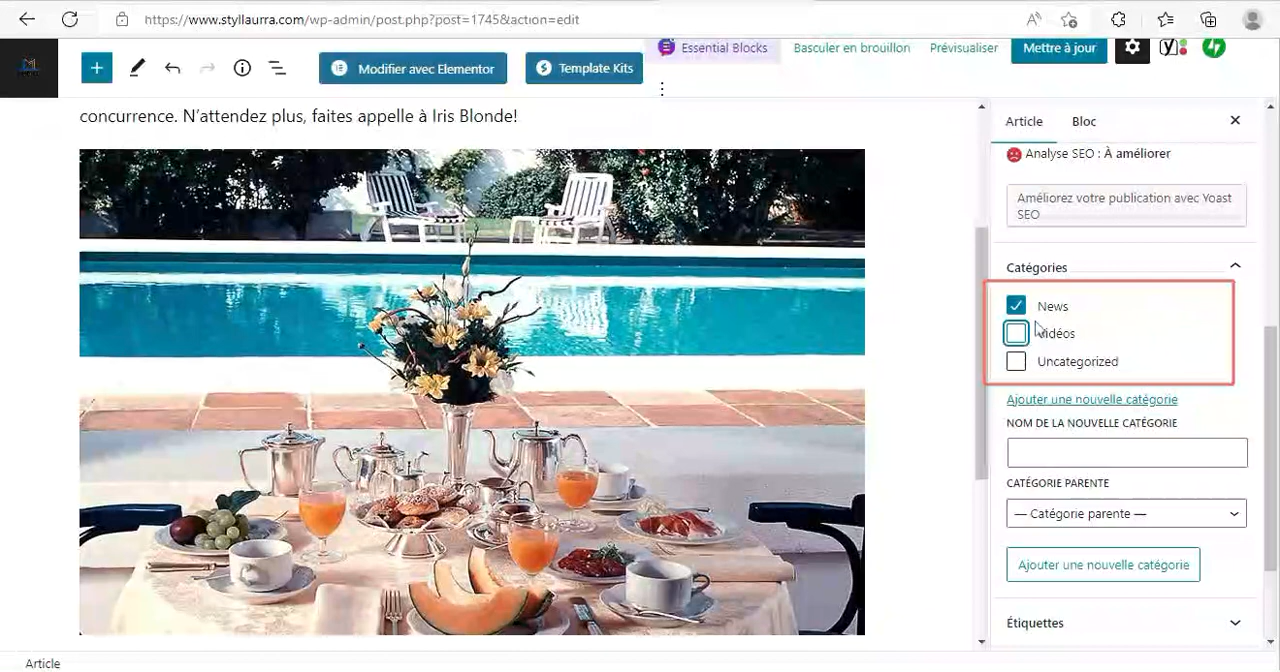 https://www.styllaurra.com/wp-admin/post.php?post=1745&action=edit
Modifier avec Elementor
Template Kits
Essential Blocks
Basculer en brouillon
Prévisualiser
Mettre à jour
concurrence. N'attendez plus, faites appelle à Iris Blonde!
Article
Bloc
Analyse SEO : À améliorer
Améliorez votre publication avec Yoast
SEO
Catégories
News
Vidéos
Uncategorized
Ajouter une nouvelle catégorie
NOM DE LA NOUVELLE CATÉGORIE
CATÉGORIE PARENTE
— Catégorie parente —
Ajouter une nouvelle catégorie
Étiquettes
Article